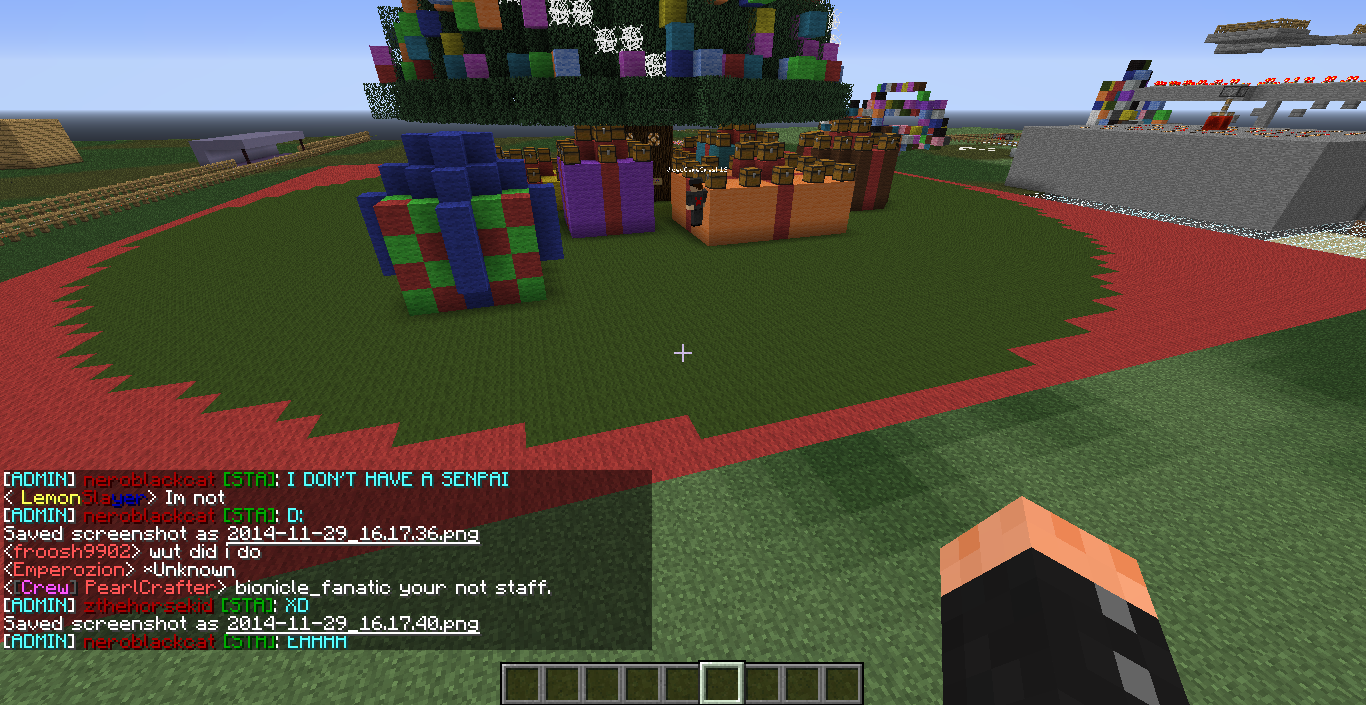 [ADMIN] neroblackcat [STA]: I DON'T HAVE A SENPAI
< LemonSlayer> Im not
[ADMIN] neroblackcat [STA]: D:
Saved screenshot as 2014-11-29_16.17.36.png
<froosh9902> wut did i do
<Emperozion> *Unknown
<[Crew] PearlCrafter> bionicle_fanatic your not staff.
[ADMIN] zthehorsekid [STA]: XD
Saved screenshot as 2014-11-29_16.17.40.png
[ADMIN] neroblackcat [STA]: EHHHH